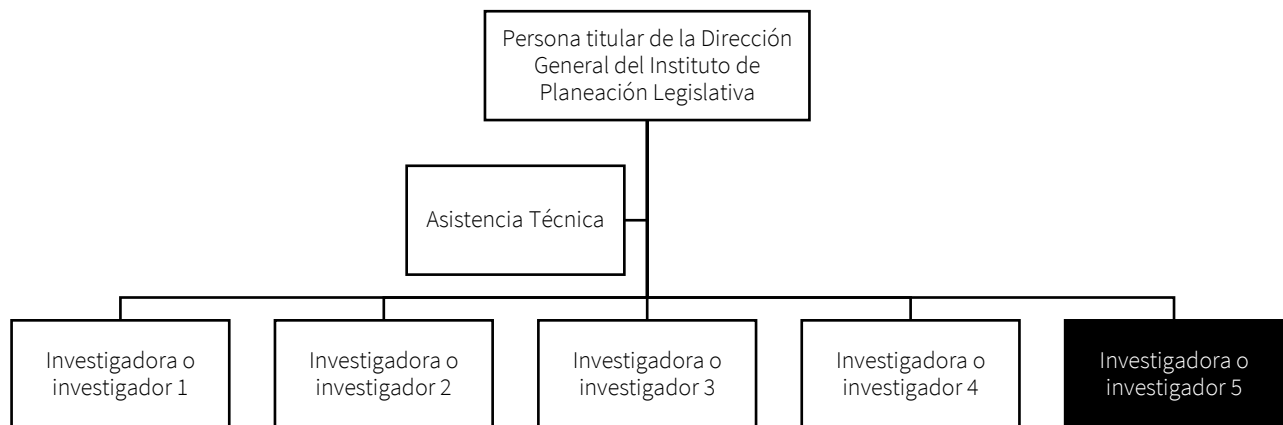 Persona titular de la Dirección
General del Instituto de
Planeación Legislativa
Asistencia Técnica
Investigadora o
investigador 1
Investigadora o
investigador 2
Investigadora o
investigador 3
Investigadora o
investigador 4
Investigadora o
investigador 5